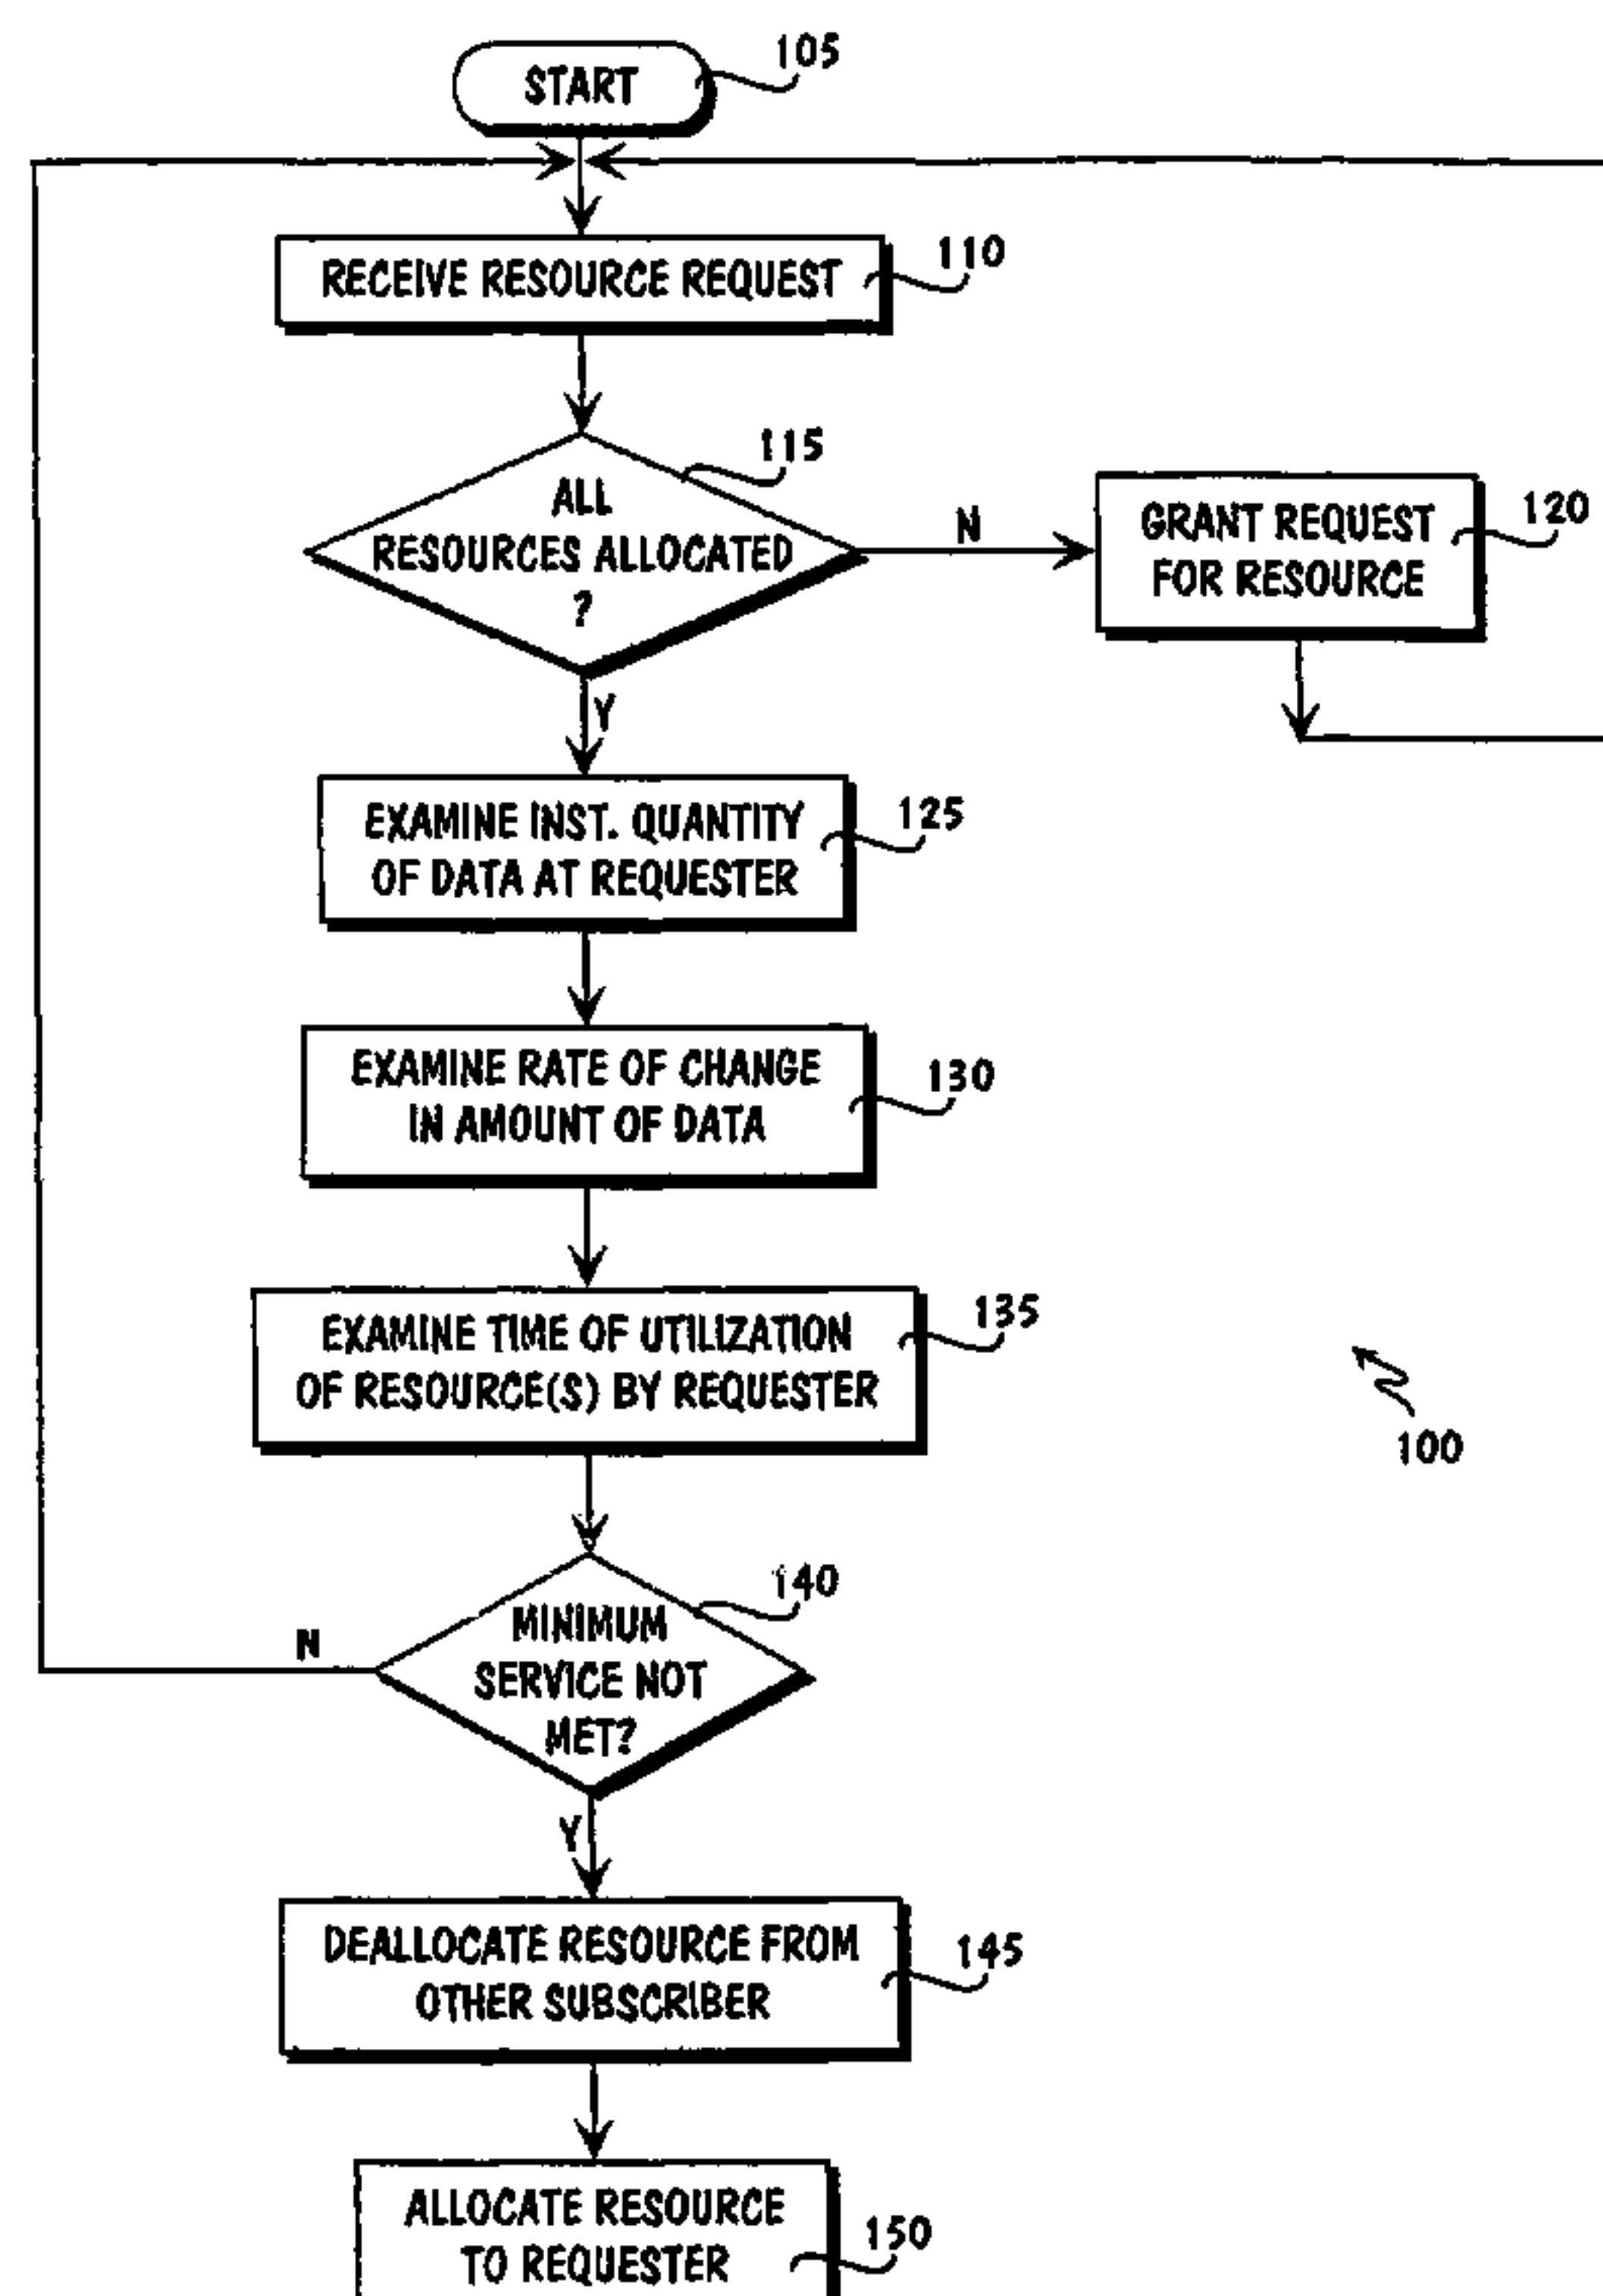 START
105
RECEIVE RESOURCE REQUEST
110
ALL
RESOURCES ALLOCATED
?
115
N
GRANT REQUEST
FOR RESOURCE
120
Y
EXAMINE INST. QUANTITY
OF DATA AT REQUESTER
125
EXAMINE RATE OF CHANGE
IN AMOUNT OF DATA
130
EXAMINE TIME OF UTILIZATION
OF RESOURCE(S) BY REQUESTER
135
100
MINIMUM
SERVICE NOT
MET?
140
N
Y
DEALLOCATE RESOURCE FROM
OTHER SUBSCRIBER
145
ALLOCATE RESOURCE
TO REQUESTER
150